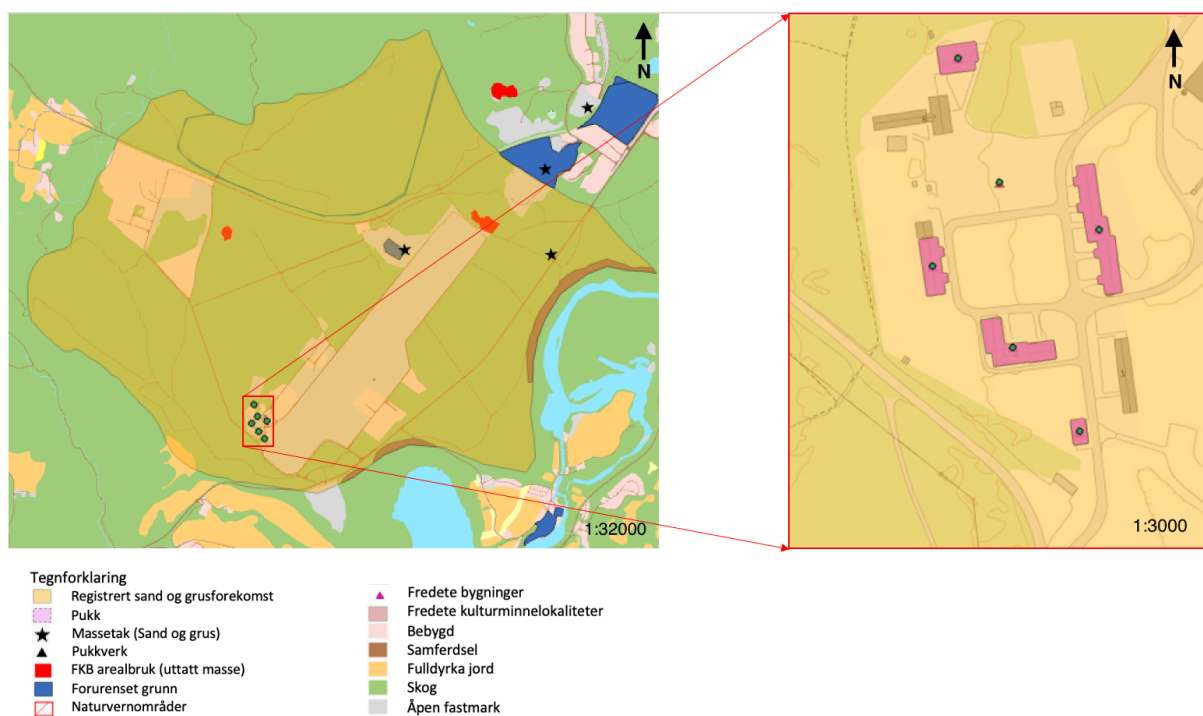 N
N
1:32000
1:3000
Tegnforklaring
Registrert sand og grusforekomst
Pukk
Massetak (Sand og grus)
Pukkverk
FKB arealbruk (uttatt masse)
Forurenset grunn
Naturvernområder
Fredete bygninger
Fredete kulturminnelokaliteter
Bebygd
Samferdsel
Fulldyrka jord
Skog
Åpen fastmark